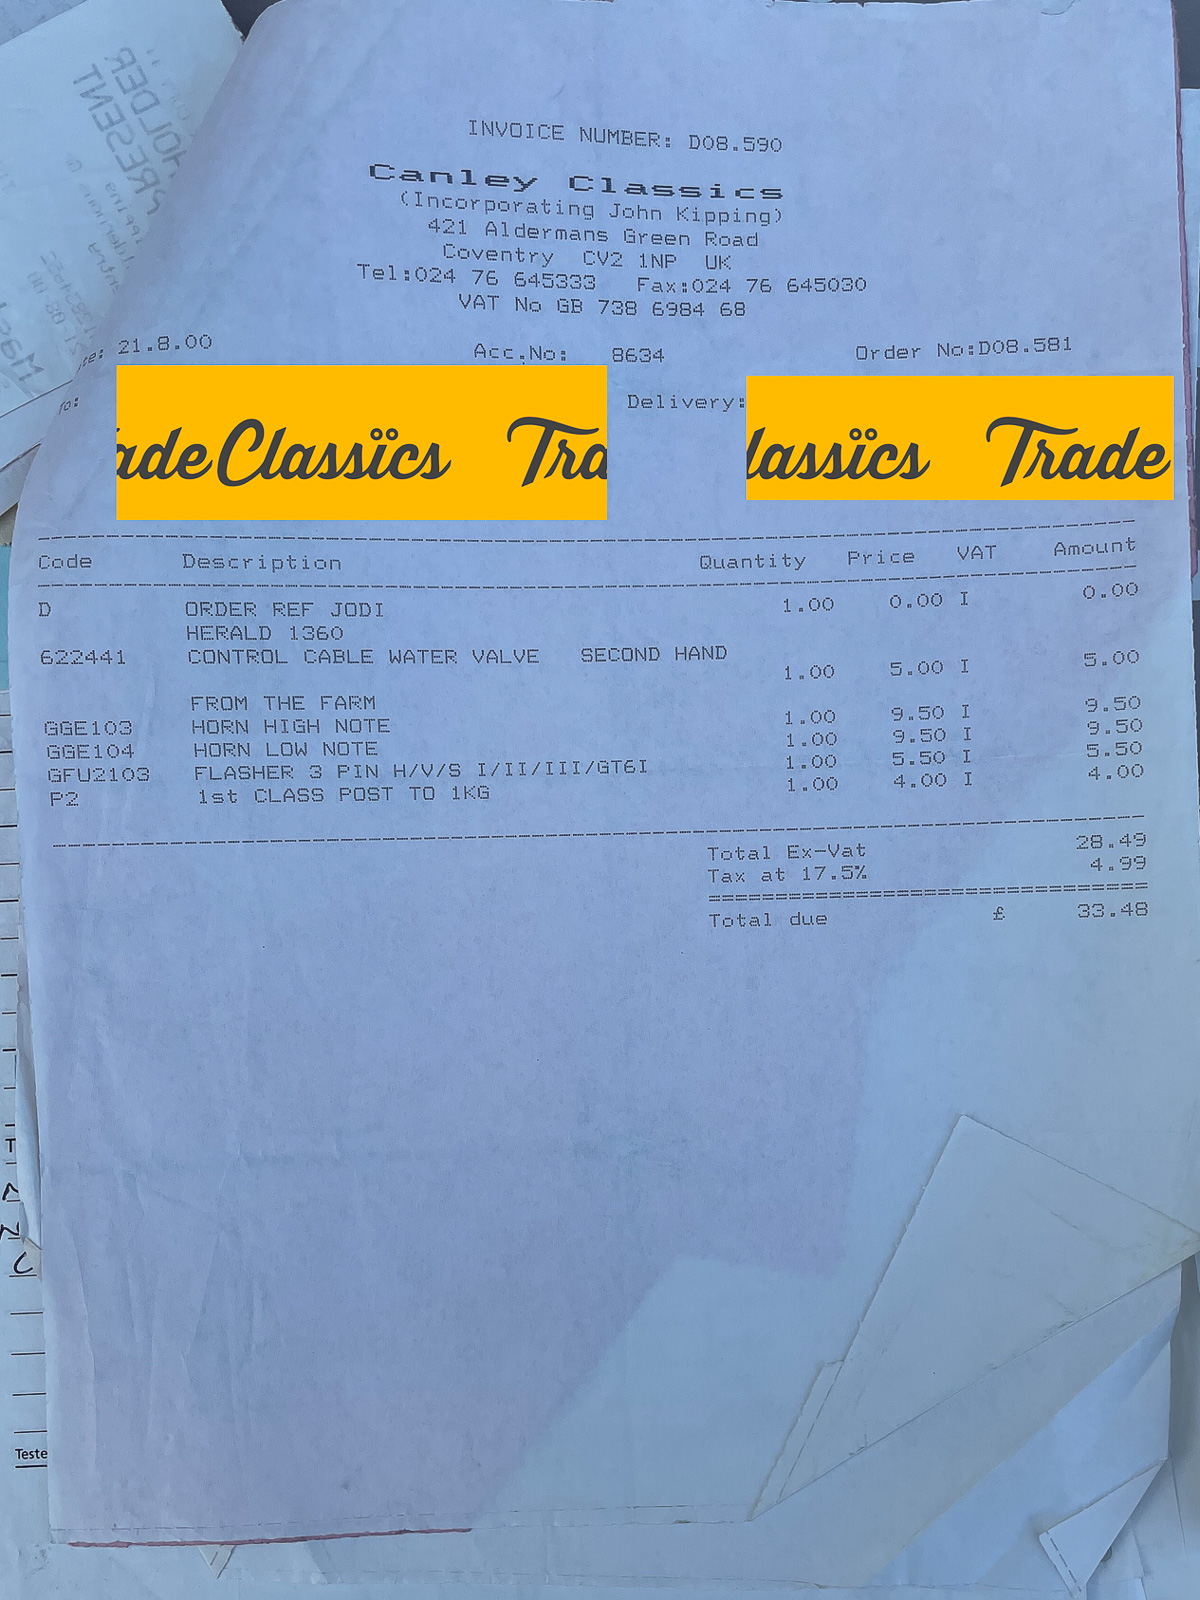 HOLDER
PRESENT
INVOICE NUMBER: D08.590
Canley Classics
(Incorporating John Kipping)
421 Aldermans Green Road
Coventry CV2 1NP UK
Tel:024 76 645333 Fax:024 76 645030
VAT No GB 738 6984 68
te: 21.8.00 Acc.No: 8634 Order No:D08.581
To: Delivery:
ade Classics Tra
lassics Trade
Code Description Quantity Price VAT Amount
D ORDER REF JODI 1.00 0.00 I 0.00
HERALD 1360
622441 CONTROL CABLE WATER VALVE SECOND HAND 1.00 5.00 I 5.00
FROM THE FARM
GGE103 HORN HIGH NOTE 1.00 9.50 I 9.50
GGE104 HORN LOW NOTE 1.00 9.50 I 9.50
GFU2103 FLASHER 3 PIN H/V/S I/II/III/GT6I 1.00 5.50 I 5.50
P2 1st CLASS POST TO 1KG 1.00 4.00 I 4.00
Total Ex-Vat 28.49
Tax at 17.5% 4.99
Total due £ 33.48
T
N
C
Teste